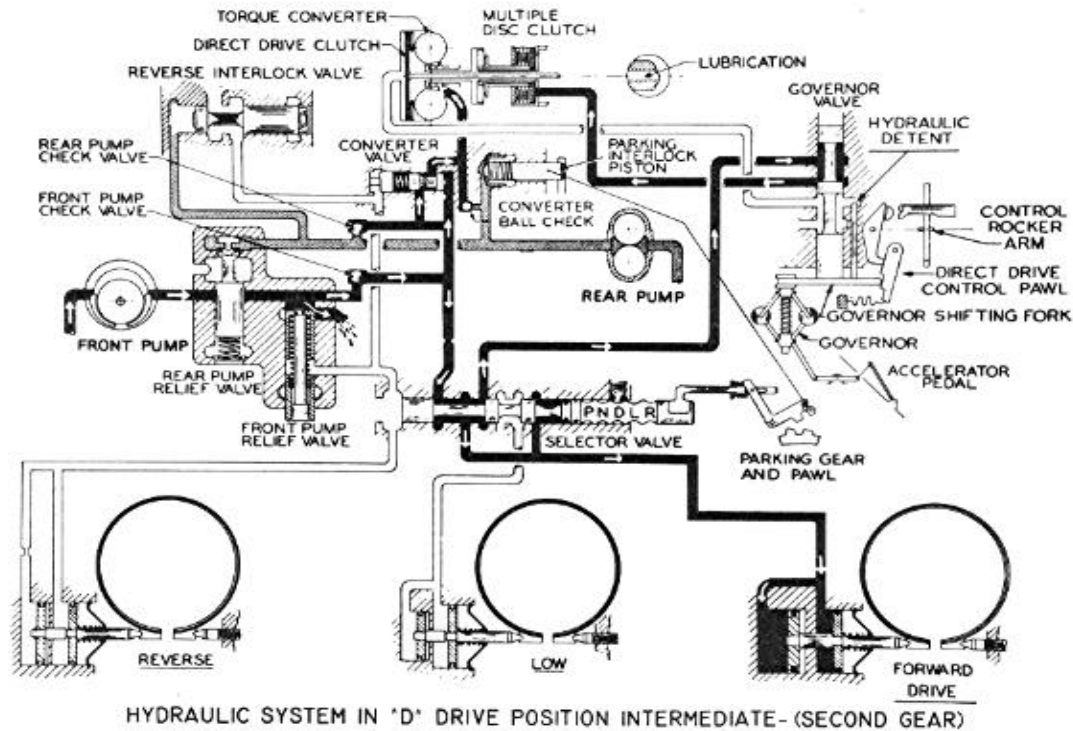 TORQUE CONVERTER
MULTIPLE
DISC CLUTCH
DIRECT DRIVE CLUTCH
LUBRICATION
REVERSE INTERLOCK VALVE
GOVERNOR
VALVE
HYDRAULIC
DETENT
REAR PUMP
CHECK VALVE
CONVERTER
VALVE
PARKING
INTERLOCK
PISTON
FRONT PUMP
CHECK VALVE
CONVERTER
BALL CHECK
CONTROL
ROCKER
ARM
DIRECT DRIVE
CONTROL PAWL
REAR PUMP
GOVERNOR SHIFTING FORK
FRONT PUMP
GOVERNOR
REAR PUMP
RELIEF VALVE
ACCELERATOR
PEDAL
FRONT PUMP
RELIEF VALVE
P N D L R
SELECTOR VALVE
PARKING GEAR
AND PAWL
REVERSE
LOW
FORWARD
DRIVE
HYDRAULIC SYSTEM IN "D" DRIVE POSITION INTERMEDIATE-(SECOND GEAR)